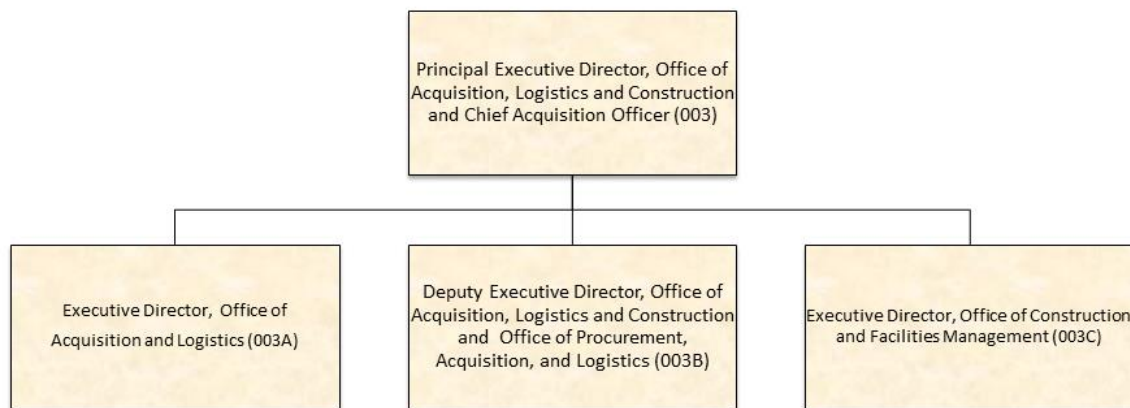 Principal Executive Director, Office of
Acquisition, Logistics and Construction
and Chief Acquisition Officer (003)
Executive Director, Office of
Acquisition and Logistics (003A)
Deputy Executive Director, Office of
Acquisition, Logistics and Construction
and Office of Procurement,
Acquisition, and Logistics (003B)
Executive Director, Office of Construction
and Facilities Management (003C)